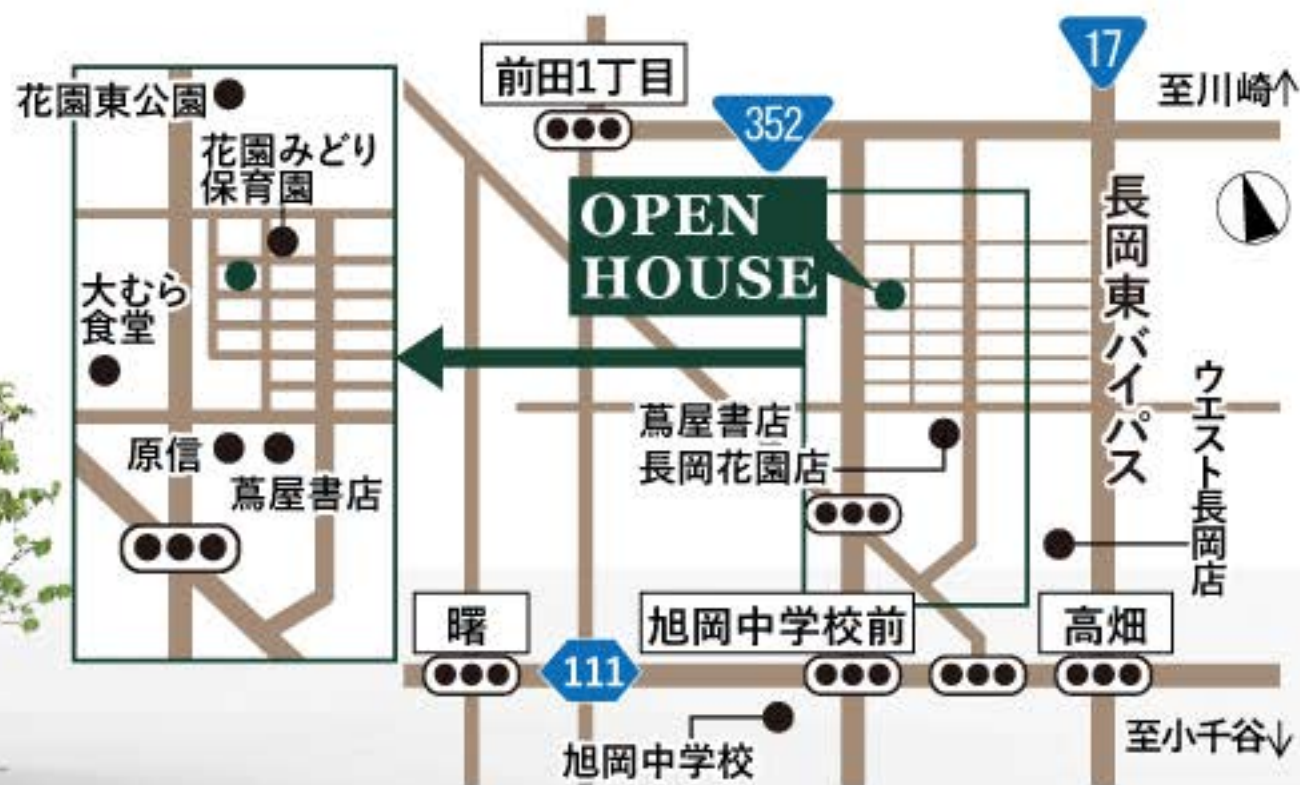 花園東公園
花園みどり
保育園
大むら
食堂
原信
蔦屋書店
前田1丁目
352
17
至川崎↑
OPEN
HOUSE
長岡東バイパス
ウエスト長岡店
蔦屋書店
長岡花園店
曙
111
旭岡中学校前
高畑
旭岡中学校
至小千谷↓